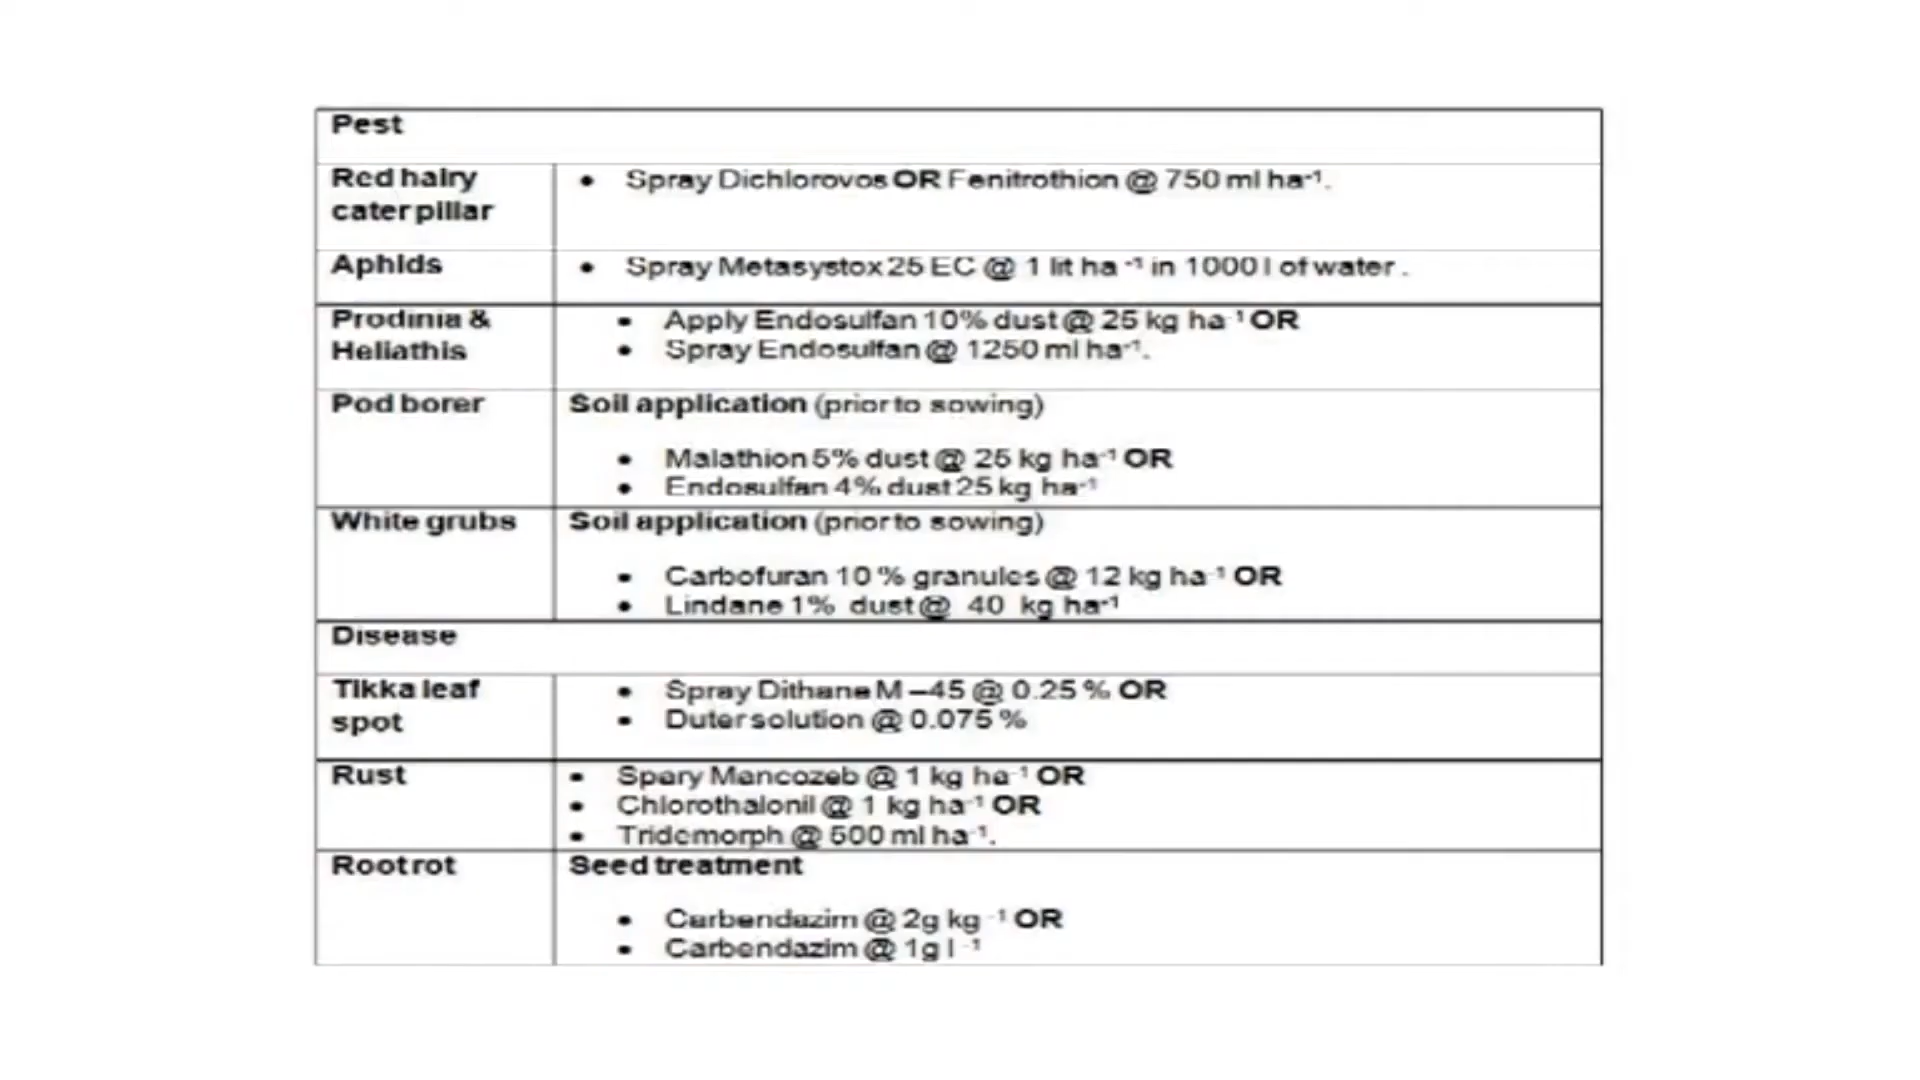 Pest
Red hairy
caterpillar
• Spray Dichlorovos OR Fenitrothion @ 750 ml ha⁻¹.
Aphids
• Spray Metasystox 25 EC @ 1 lit ha ⁻¹ in 1000 l of water .
Prodinia &
Heliathis
• Apply Endosulfan 10% dust @ 25 kg ha ⁻¹ OR
• Spray Endosulfan @ 1250 ml ha⁻¹.
Pod borer
Soil application (prior to sowing)
• Malathion 5% dust @ 25 kg ha⁻¹ OR
• Endosulfan 4% dust 25 kg ha⁻¹
White grubs
Soil application (prior to sowing)
• Carbofuran 10 % granules @ 12 kg ha⁻¹ OR
• Lindane 1% dust @ 40 kg ha⁻¹
Disease
Tikka leaf
spot
• Spray Dithane M –45 @ 0.25 % OR
• Duter solution @ 0.075 %
Rust
• Spary Mancozeb @ 1 kg ha⁻¹ OR
• Chlorothalonil @ 1 kg ha⁻¹ OR
• Tridemorph @ 500 ml ha⁻¹.
Root rot
Seed treatment
• Carbendazim @ 2g kg ⁻¹ OR
• Carbendazim @ 1g l ⁻¹